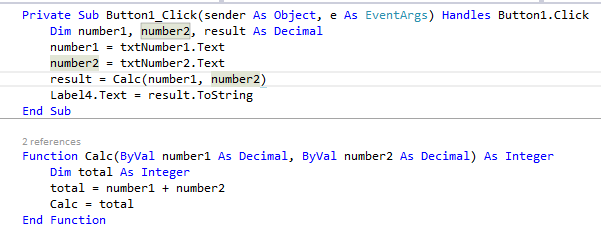 Private Sub Button1_Click(sender As Object, e As EventArgs) Handles Button1.Click
Dim number1, number2, result As Decimal
number1 = txtNumber1.Text
number2 = txtNumber2.Text
result = Calc(number1, number2)
Label4.Text = result.ToString
End Sub
2 references
Function Calc(ByVal number1 As Decimal, ByVal number2 As Decimal) As Integer
Dim total As Integer
total = number1 + number2
Calc = total
End Function